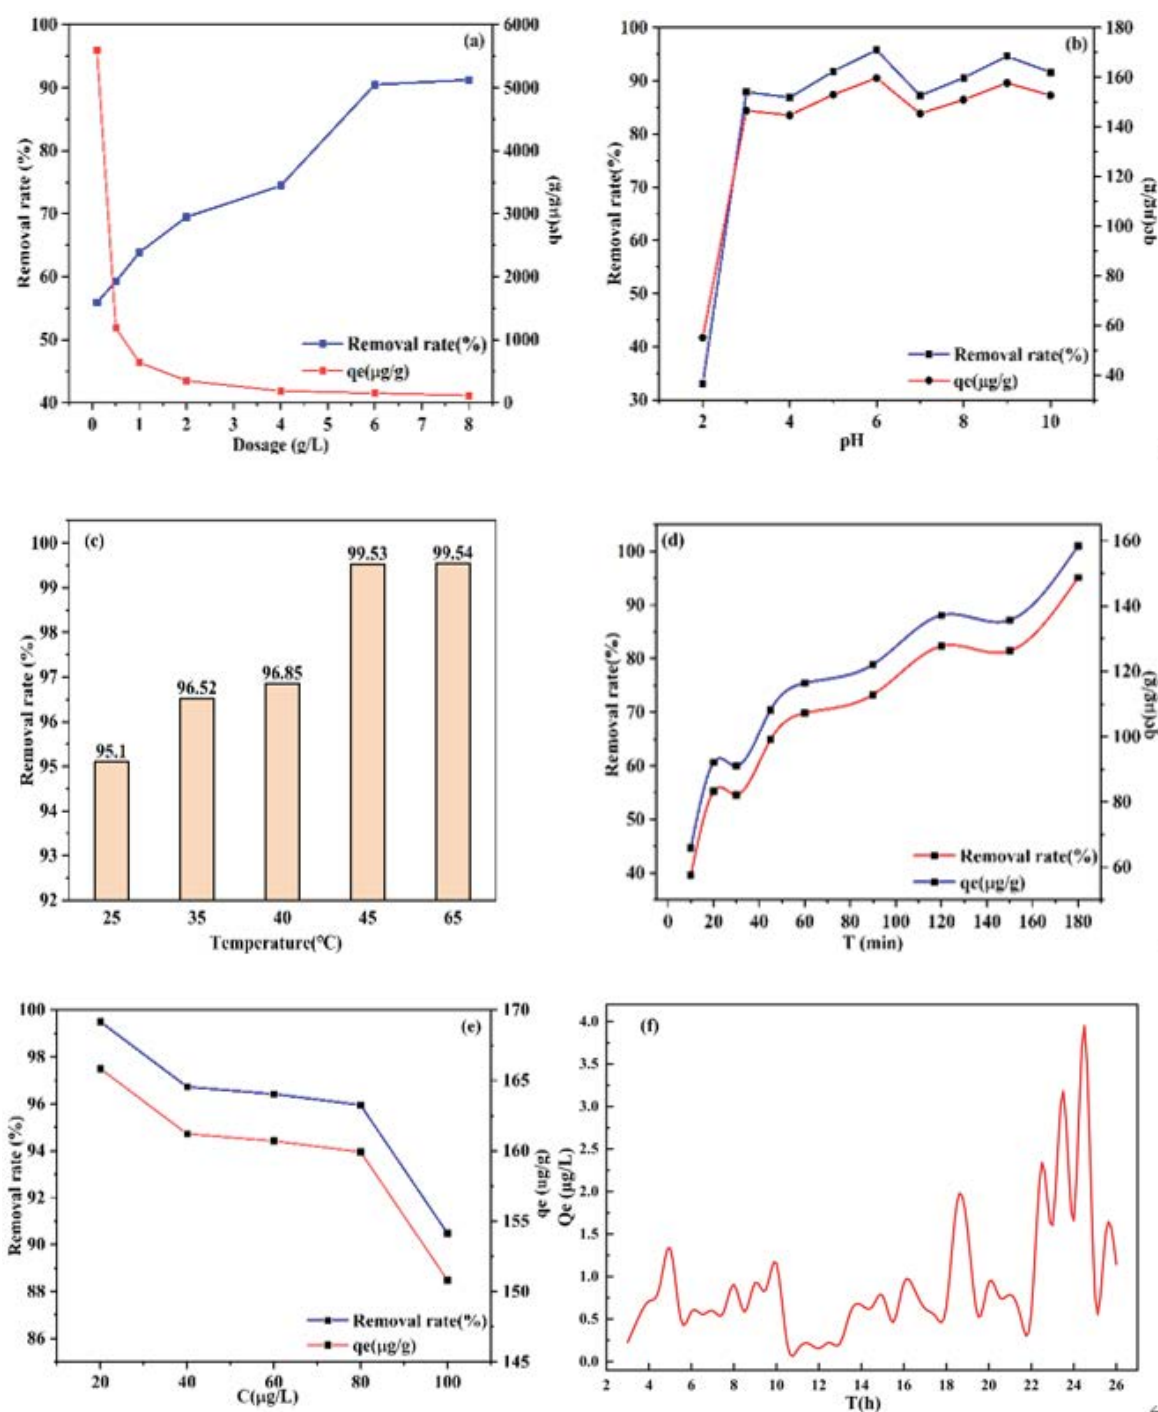 (a)
100
90
80
70
60
50
40
Removal rate (%)
6000
5000
4000
3000
2000
1000
0
qe(μg/g)
Removal rate(%)
qe(μg/g)
0 1 2 3 4 5 6 7 8
Dosage (g/L)
(b)
100
90
80
70
60
50
40
30
Removal rate(%)
180
160
140
120
100
80
60
40
qe(μg/g)
Removal rate(%)
qe(μg/g)
2 4 6 8 10
pH
(c)
100
99
98
97
96
95
94
93
92
Removal rate (%)
95.1
96.52
96.85
99.53
99.54
25 35 40 45 65
Temperature(°C)
(d)
100
90
80
70
60
50
40
Removal rate(%)
160
140
120
100
80
60
qe(μg/g)
Removal rate(%)
qe(μg/g)
0 20 40 60 80 100 120 140 160 180
T (min)
(e)
100
98
96
94
92
90
88
86
Removal rate (%)
170
165
160
155
150
145
qe (ug/g)
Removal rate(%)
qe(μg/g)
20 40 60 80 100
C(μg/L)
(f)
4.0
3.5
3.0
2.5
2.0
1.5
1.0
0.5
0.0
Qe (μg/L)
2 4 6 8 10 12 14 16 18 20 22 24 26
T(h)